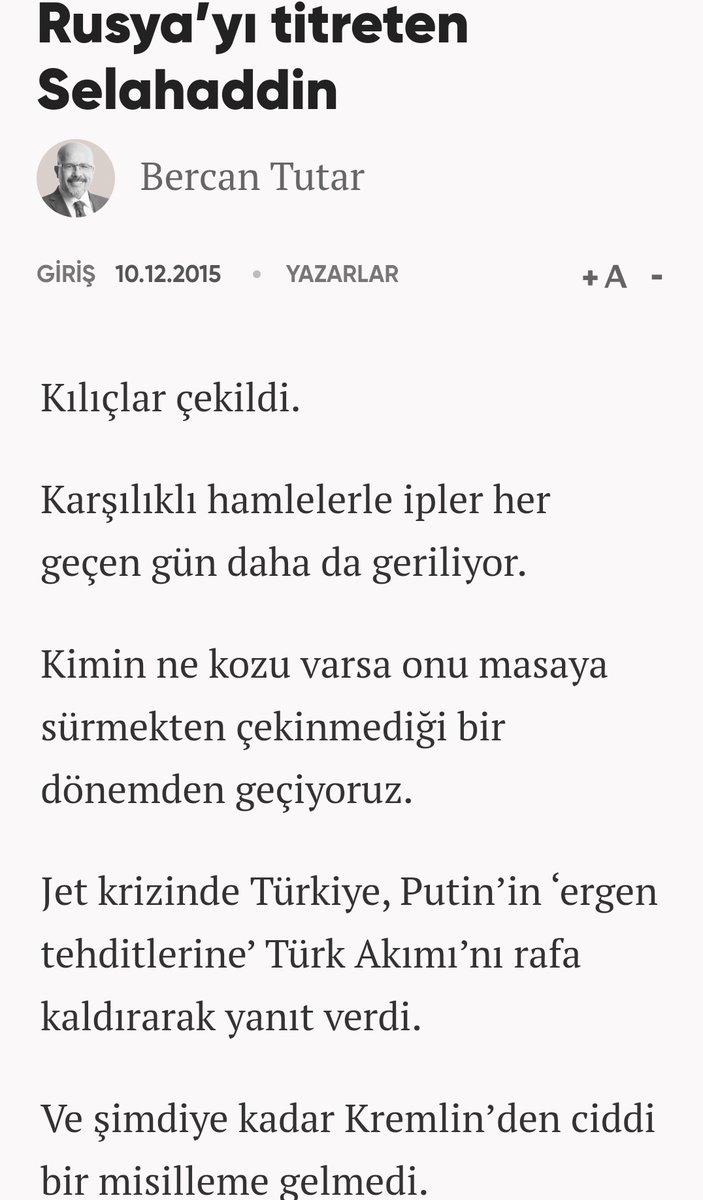 Rusya’yı titreten
Selahaddin
Bercan Tutar
GİRİŞ 10.12.2015 • YAZARLAR +A -
Kılıçlar çekildi.
Karşılıklı hamlelerle ipler her
geçen gün daha da geriliyor.
Kimin ne kozu varsa onu masaya
sürmekten çekinmediği bir
dönemden geçiyoruz.
Jet krizinde Türkiye, Putin’in ‘ergen
tehditlerine’ Türk Akımı’nı rafa
kaldırarak yanıt verdi.
Ve şimdiye kadar Kremlin’den ciddi
bir misilleme gelmedi.